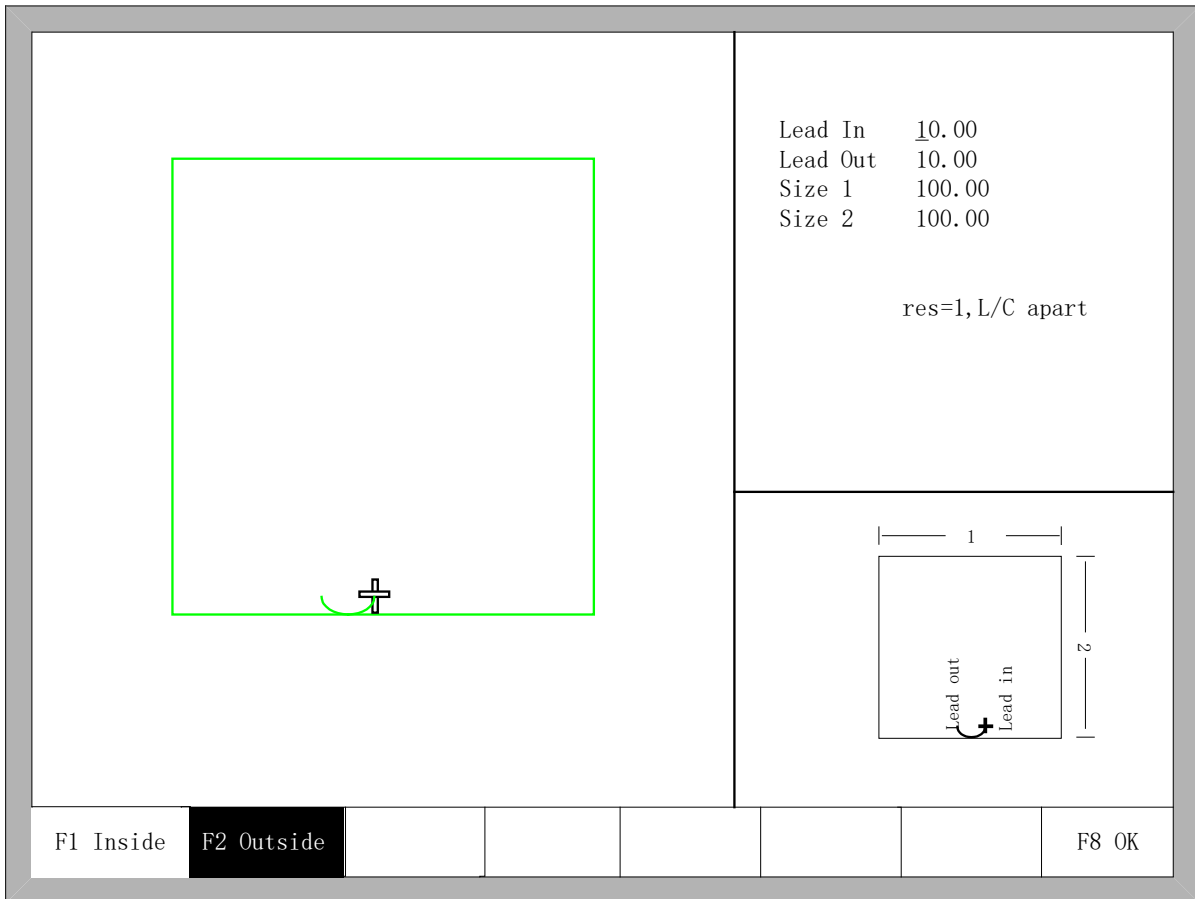 Lead In 10.00
Lead Out 10.00
Size 1 100.00
Size 2 100.00
res=1,L/C apart
1
2
Lead out
Lead in
F1 Inside
F2 Outside
F8 OK